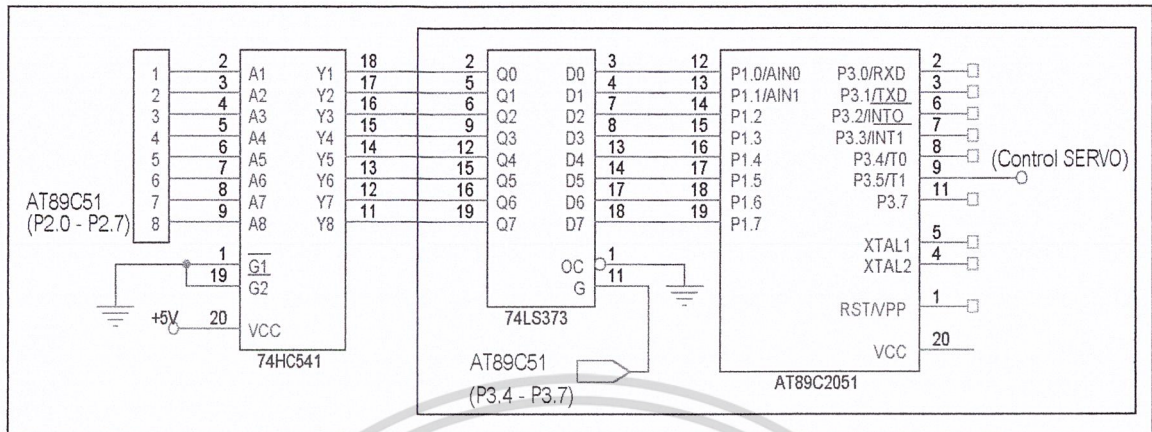 18 2 3 12 2
1 2 A1 Y1 Q0 D0 P1.0/AIN0 P3.0/RXD
17 5 4 13 3
2 3 A2 Y2 Q1 D1 P1.1/AIN1 P3.1/TXD
16 6 7 14 6
3 4 A3 Y3 Q2 D2 P1.2 P3.2/INTO
15 9 8 15 7
4 5 A4 Y4 Q3 D3 P1.3 P3.3/INT1
14 12 13 16 8
5 6 A5 Y5 Q4 D4 P1.4 P3.4/T0
13 15 14 17 9 (Control SERVO)
6 7 A6 Y6 Q5 D5 P1.5 P3.5/T1
12 16 17 18 11
7 8 A7 Y7 Q6 D6 P1.6 P3.7
11 19 18 19
8 9 A8 Y8 Q7 D7 P1.7
AT89C51
(P2.0 - P2.7)
1 G1
19 G2
+5V 20 VCC
74HC541
OC 1
G 11
74LS373
AT89C51
(P3.4 - P3.7)
XTAL1 5
XTAL2 4
RST/VPP 1
VCC 20
AT89C2051